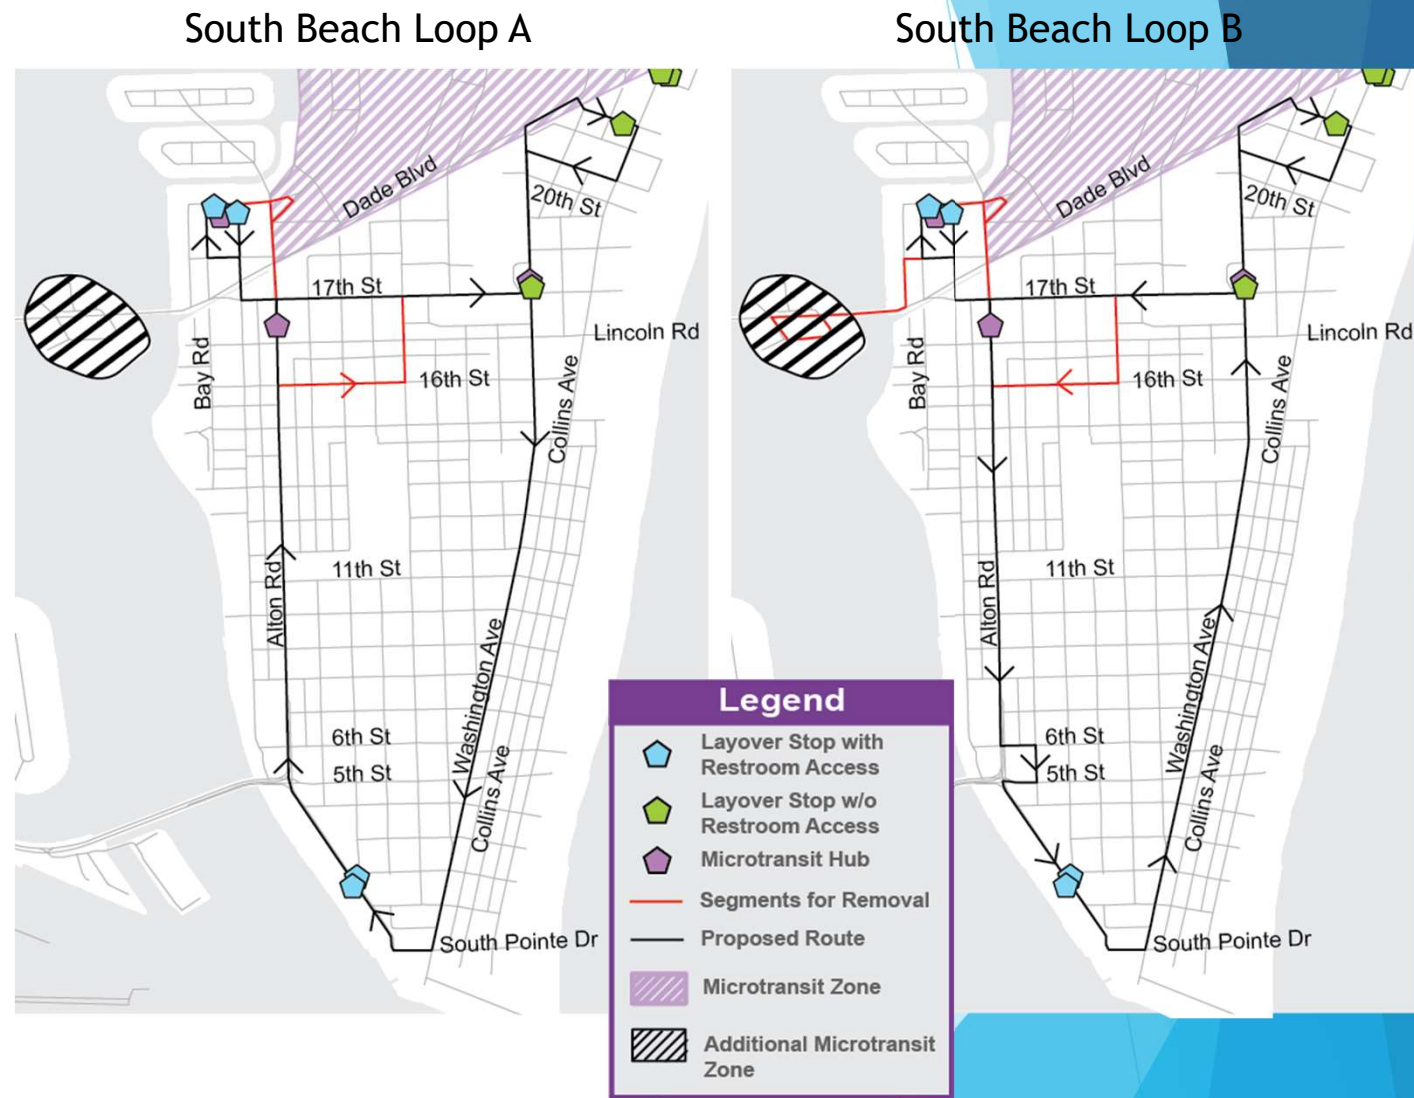 South Beach Loop A
South Beach Loop B
Dade Blvd
20th St
17th St
Lincoln Rd
Bay Rd
16th St
Collins Ave
11th St
Alton Rd
Washington Ave
6th St
5th St
Collins Ave
South Pointe Dr
Dade Blvd
20th St
17th St
Lincoln Rd
Bay Rd
16th St
Collins Ave
11th St
Alton Rd
Washington Ave
6th St
5th St
Collins Ave
South Pointe Dr
Legend
Layover Stop with
Restroom Access
Layover Stop w/o
Restroom Access
Microtransit Hub
Segments for Removal
Proposed Route
Microtransit Zone
Additional Microtransit
Zone